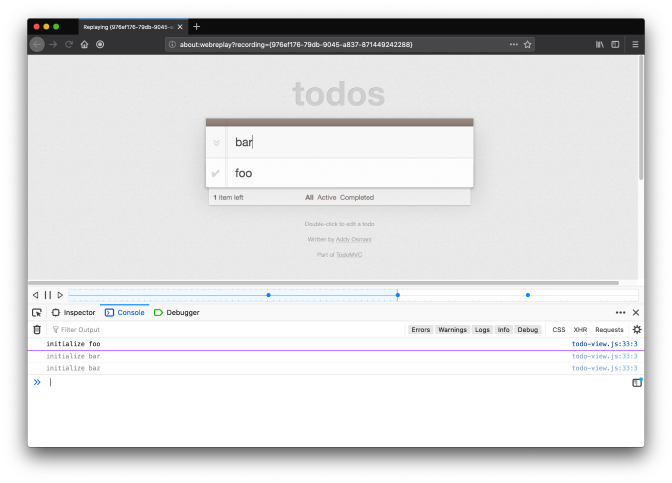 Replaying {976ef176-79db-9045-a
about:webreplay?recording={976ef176-79db-9045-a837-871449242288}
todos
bar
foo
1 item left All Active Completed
Double-click to edit a todo
Written by Addy Osmani
Part of TodoMVC
Inspector Console Debugger
Filter Output Errors Warnings Logs Info Debug CSS XHR Requests
initialize foo todo-view.js:33:3
initialize bar todo-view.js:33:3
initialize baz todo-view.js:33:3